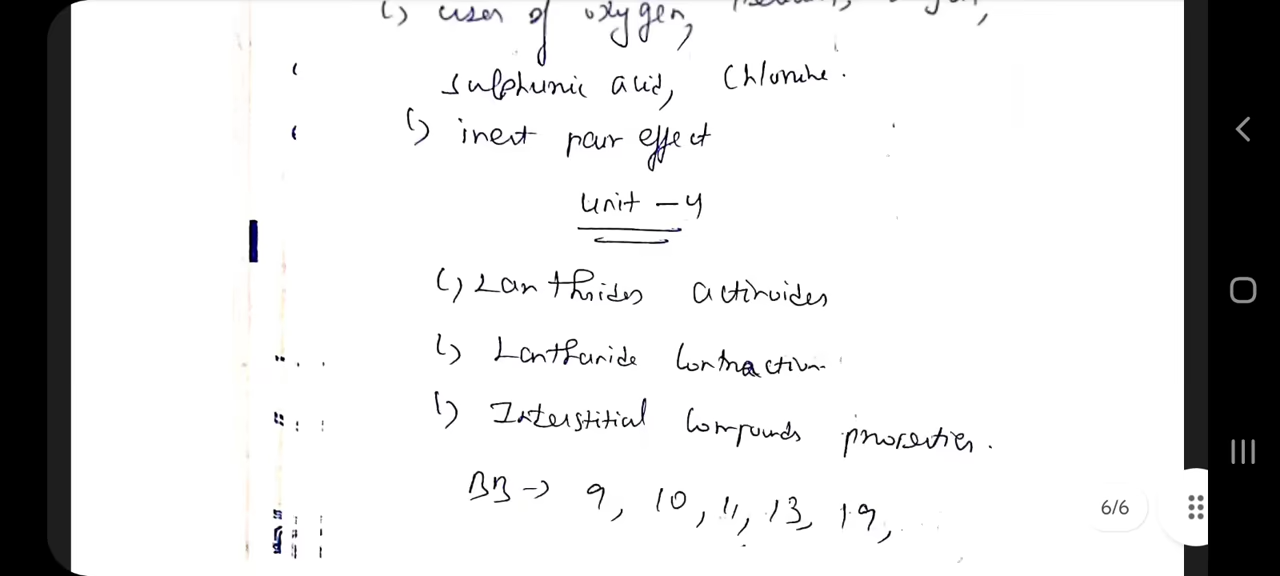 () uses of oxygen,
sulphuric acid, Chlorine.
() inert pair effect
Unit - 4
() Lanthoides actinoides
() Lanthanide Contraction
() Interstitial Compounds properties.
BB → 9, 10, 11, 13, 19,
6/6